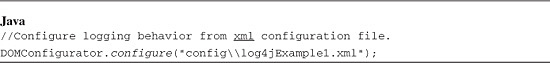 Java
//Configure logging behavior from xml configuration file.
DOMConfigurator.configure("config\\log4jExample1.xml");